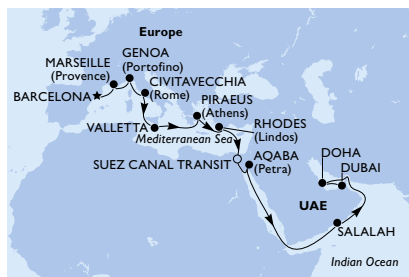 Europe
GENOA
(Portofino)
MARSEILLE
(Provence)
CIVITAVECCHIA
(Rome)
BARCELONA
PIRAEUS
(Athens)
VALLETTA
RHODES
(Lindos)
Mediterranean Sea
SUEZ CANAL TRANSIT
AQABA
(Petra)
DOHA
DUBAI
UAE
SALALAH
Indian Ocean